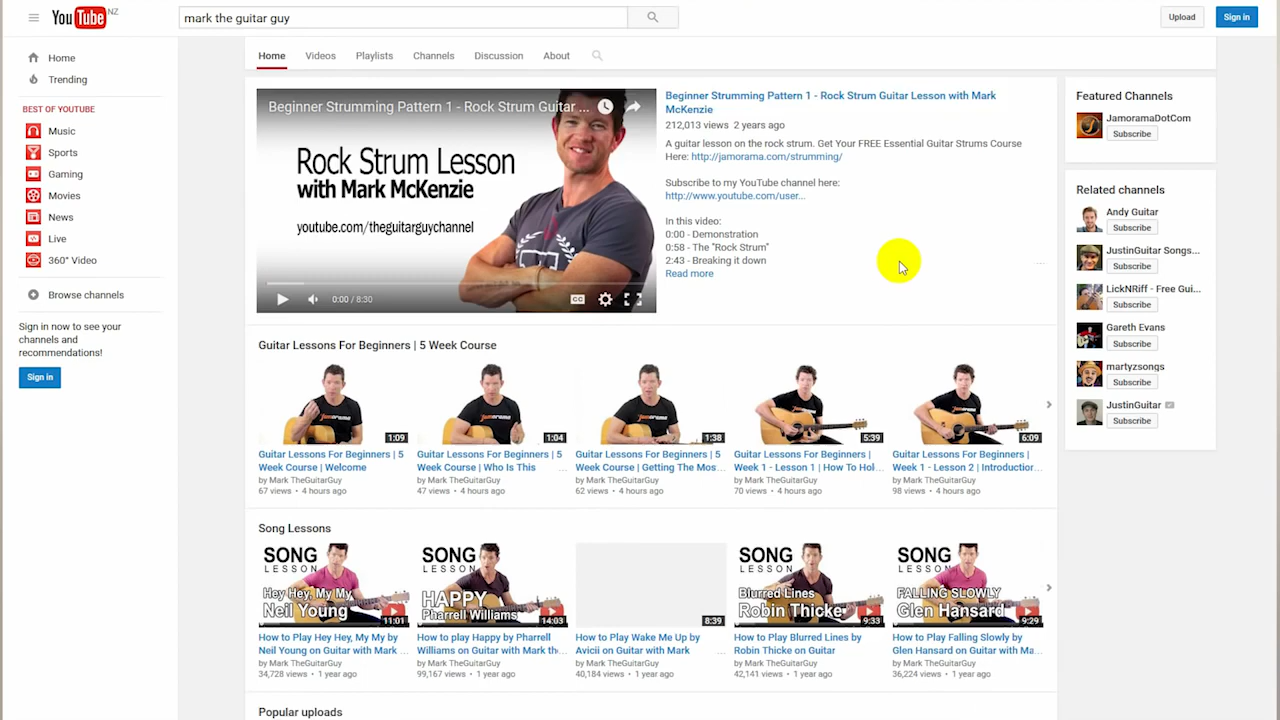 YouTube NZ
mark the guitar guy
Upload
Sign in
Home
Trending
BEST OF YOUTUBE
Music
Sports
Gaming
Movies
News
Live
360° Video
Browse channels
Sign in now to see your
channels and
recommendations!
Sign in
Home Videos Playlists Channels Discussion About
Beginner Strumming Pattern 1 - Rock Strum Guitar ...
Rock Strum Lesson
with Mark McKenzie
youtube.com/theguitarguychannel
0:00 / 8:30
CC
Beginner Strumming Pattern 1 - Rock Strum Guitar Lesson with Mark
McKenzie
212,013 views 2 years ago
A guitar lesson on the rock strum. Get Your FREE Essential Guitar Strums Course
Here: http://jamorama.com/strumming/
Subscribe to my YouTube channel here:
http://www.youtube.com/user...
In this video:
0:00 - Demonstration
0:58 - The "Rock Strum"
2:43 - Breaking it down
Read more
Guitar Lessons For Beginners | 5 Week Course
1:09
Guitar Lessons For Beginners | 5
Week Course | Welcome
by Mark TheGuitarGuy
67 views • 4 hours ago
1:04
Guitar Lessons For Beginners | 5
Week Course | Who Is This
...
by Mark TheGuitarGuy
47 views • 4 hours ago
1:38
Guitar Lessons For Beginners | 5
Week Course | Getting The Mos...
by Mark TheGuitarGuy
62 views • 4 hours ago
5:39
Guitar Lessons For Beginners |
Week 1 - Lesson 1 | How To Hol...
by Mark TheGuitarGuy
70 views • 4 hours ago
6:09
Guitar Lessons For Beginners |
Week 1 - Lesson 2 | Introduction...
by Mark TheGuitarGuy
98 views • 4 hours ago
Song Lessons
SONG
LESSON
Hey Hey, My My
Neil Young
11:01
How to Play Hey Hey, My My by
Neil Young on Guitar with Mark ...
by Mark TheGuitarGuy
34,728 views • 1 year ago
SONG
LESSON
HAPPY
Pharrell Williams
14:03
How to play Happy by Pharrell
Williams on Guitar with Mark the...
by Mark TheGuitarGuy
99,167 views • 1 year ago
8:39
How to Play Wake Me Up by
Avicii on Guitar with Mark
...
by Mark TheGuitarGuy
40,184 views • 1 year ago
SONG
LESSON
Blurred Lines
Robin Thicke
9:33
How to Play Blurred Lines by
Robin Thicke on Guitar
by Mark TheGuitarGuy
42,141 views • 1 year ago
SONG
LESSON
FALLING SLOWLY
Glen Hansard
9:29
How to Play Falling Slowly by
Glen Hansard on Guitar with Ma...
by Mark TheGuitarGuy
36,224 views • 1 year ago
Popular uploads
Featured Channels
JamoramaDotCom
Subscribe
Related channels
Andy Guitar
Subscribe
JustinGuitar Songs...
Subscribe
LickNRiff - Free Gui...
Subscribe
Gareth Evans
Subscribe
martyzsongs
Subscribe
JustinGuitar
Subscribe